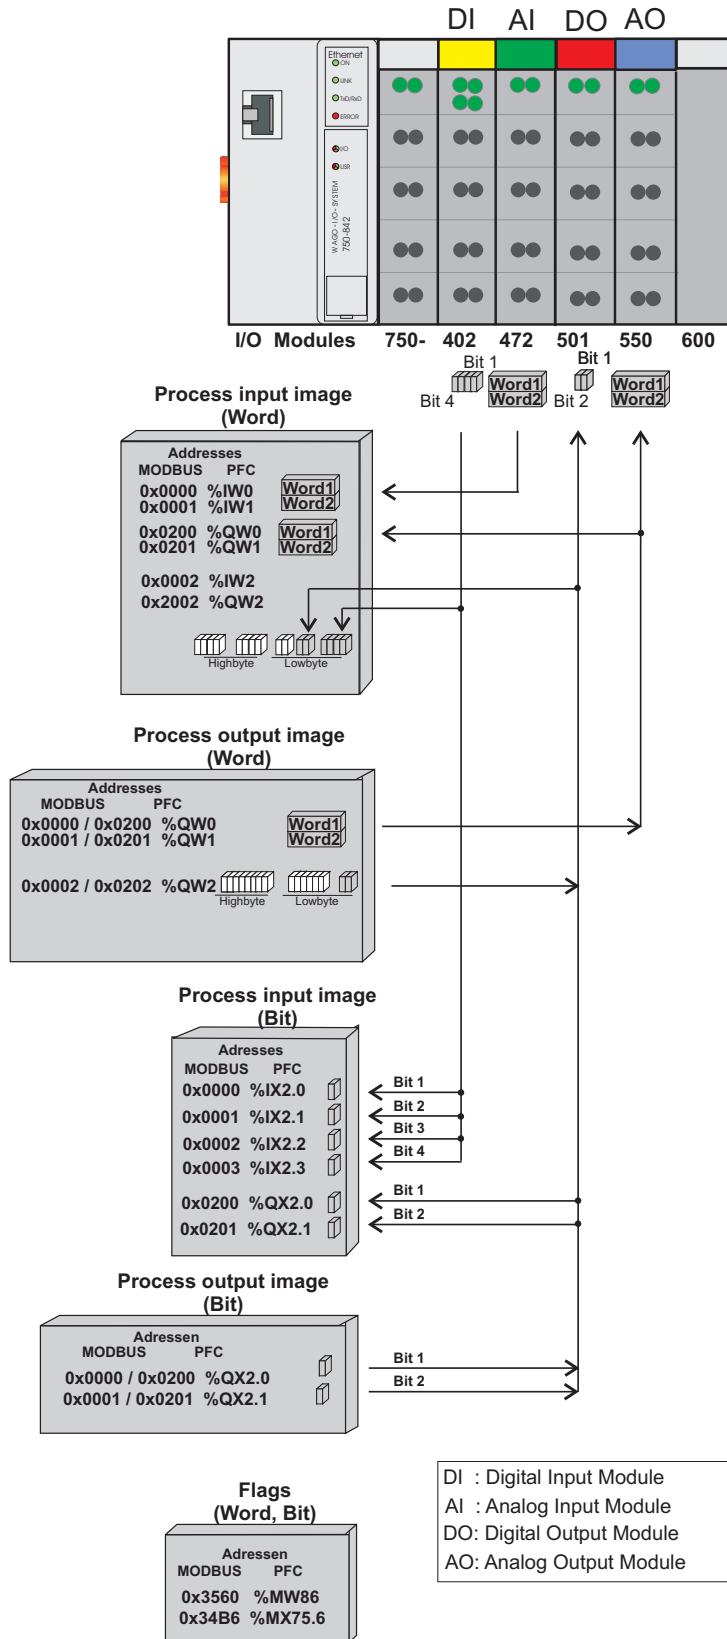 DI AI DO AO
Ethernet
ON
LINK
TxD/RxD
ERROR
I/O
USR
WAGO-I/O-SYSTEM
750-842
I/O Modules 750- 402 472 501 550 600
Bit 1 Bit 1
Bit 4 Word1 Bit 2 Word1
Word2 Word2
Process input image
(Word)
Addresses
MODBUS PFC
0x0000 %IW0 Word1
0x0001 %IW1 Word2
0x0200 %QW0 Word1
0x0201 %QW1 Word2
0x0002 %IW2
0x2002 %QW2
Highbyte Lowbyte
Process output image
(Word)
Addresses
MODBUS PFC
0x0000 / 0x0200 %QW0 Word1
0x0001 / 0x0201 %QW1 Word2
0x0002 / 0x0202 %QW2
Highbyte Lowbyte
Process input image
(Bit)
Adresses
MODBUS PFC
0x0000 %IX2.0 Bit 1
0x0001 %IX2.1 Bit 2
0x0002 %IX2.2 Bit 3
0x0003 %IX2.3 Bit 4
0x0200 %QX2.0 Bit 1
0x0201 %QX2.1 Bit 2
Process output image
(Bit)
Adressen
MODBUS PFC
0x0000 / 0x0200 %QX2.0 Bit 1
0x0001 / 0x0201 %QX2.1 Bit 2
Flags
(Word, Bit)
Adressen
MODBUS PFC
0x3560 %MW86
0x34B6 %MX75.6
DI : Digital Input Module
AI : Analog Input Module
DO: Digital Output Module
AO: Analog Output Module